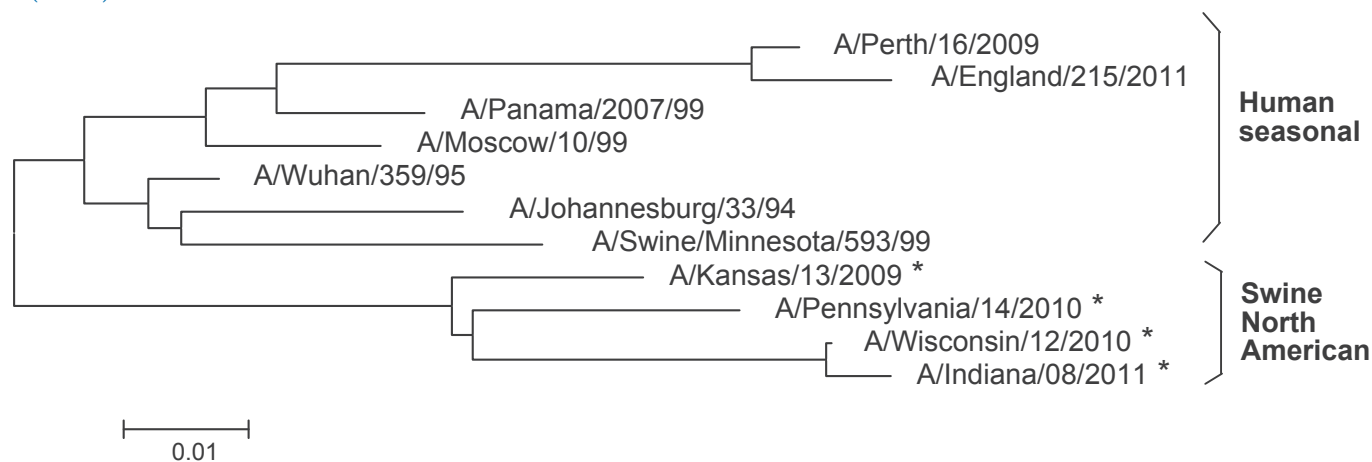 A/Perth/16/2009
A/England/215/2011
A/Panama/2007/99
A/Moscow/10/99
A/Wuhan/359/95
A/Johannesburg/33/94
A/Swine/Minnesota/593/99
Human
seasonal
A/Kansas/13/2009 *
A/Pennsylvania/14/2010 *
A/Wisconsin/12/2010 *
A/Indiana/08/2011 *
Swine
North
American
0.01